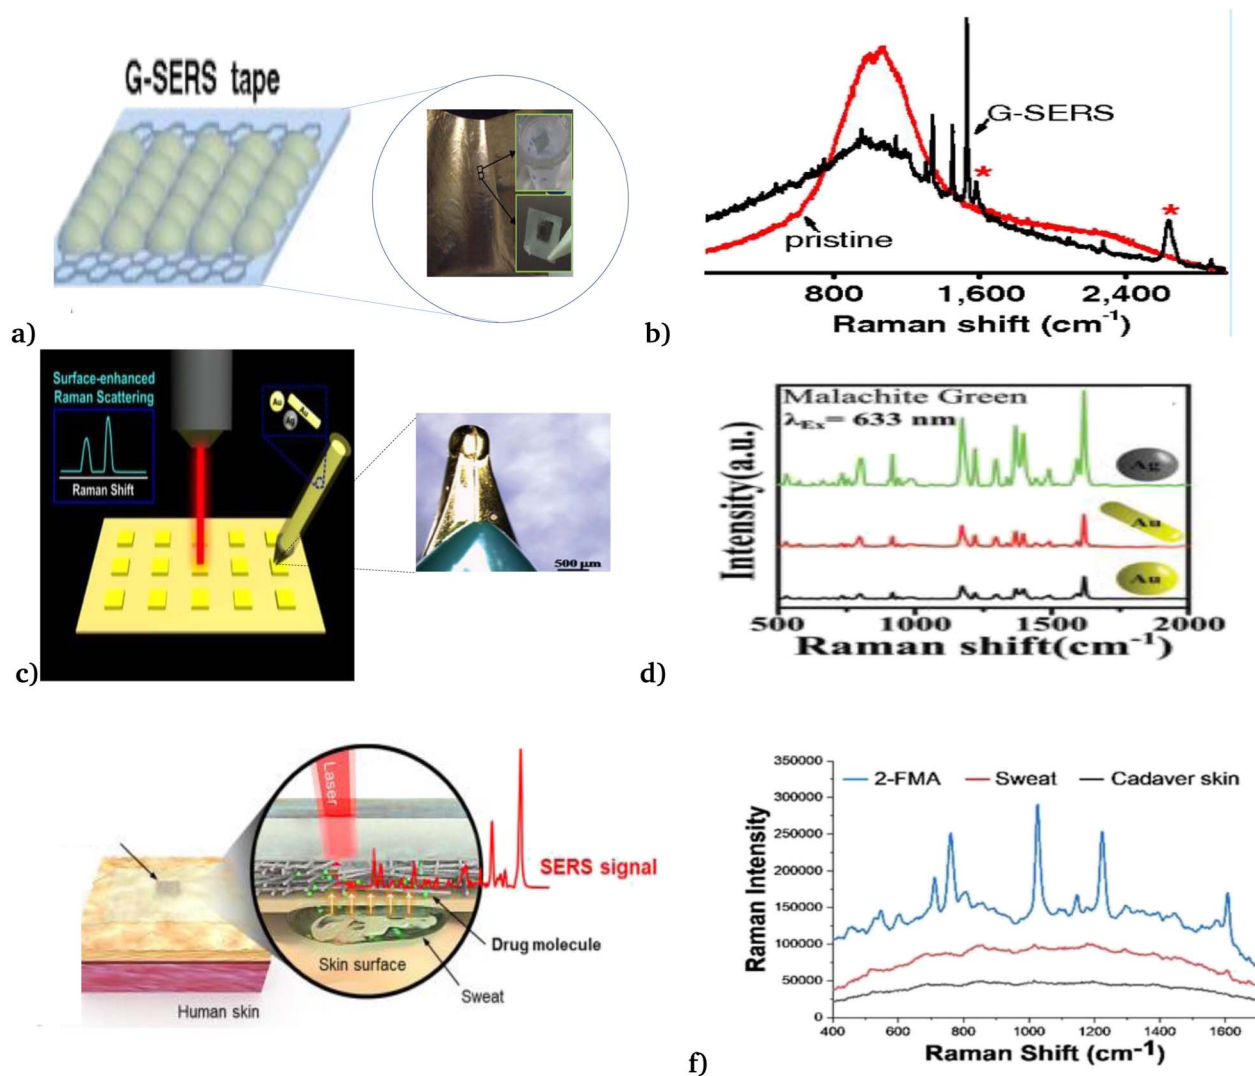 G-SERS tape
a)
G-SERS
*
*
pristine
800
1,600
2,400
Raman shift (cm-1)
b)
Surface-enhanced
Raman Scattering
Raman Shift
Au
Au
Ag
500 µm
c)
Malachite Green
λEx= 633 nm
Ag
Au
Au
Intensity(a.u.)
500
1000
1500
2000
Raman shift(cm-1)
d)
Laser
SERS signal
Drug molecule
Skin surface
Sweat
Human skin
350000
300000
250000
200000
150000
100000
50000
0
2-FMA
Sweat
Cadaver skin
Raman Intensity
400
600
800
1000
1200
1400
1600
Raman Shift (cm-1)
f)